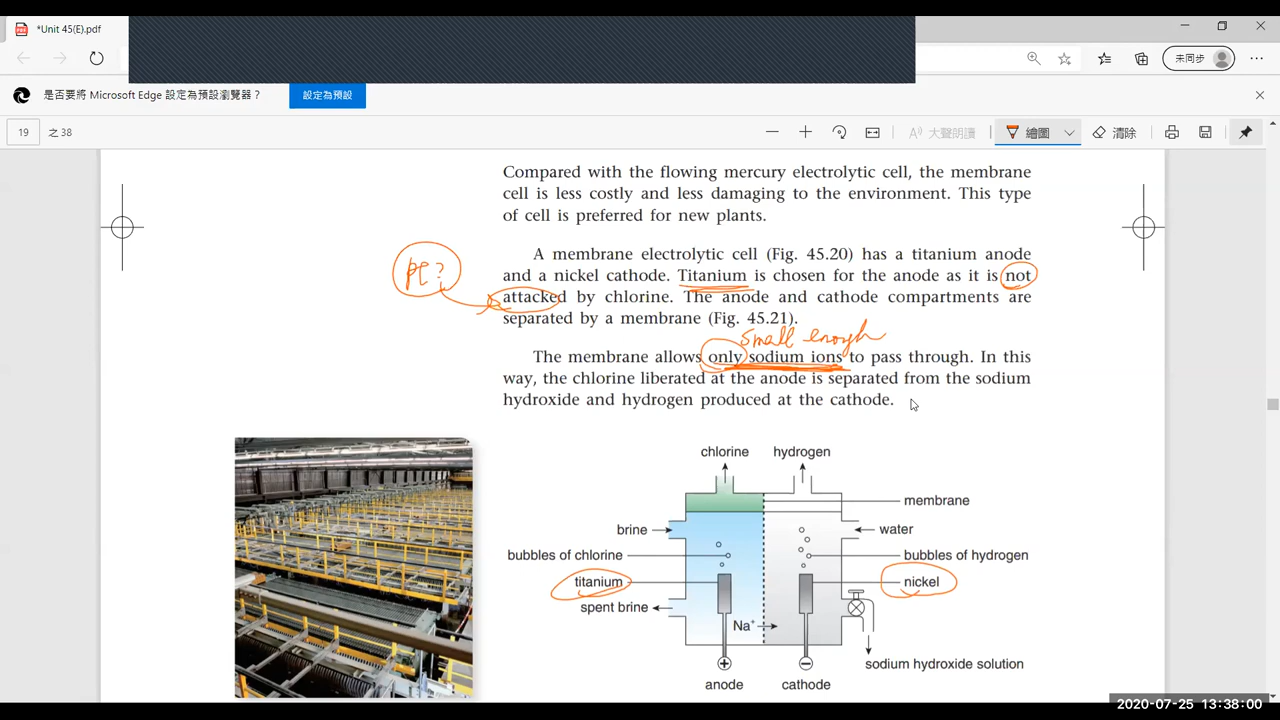 *Unit 45(E).pdf
未同步
是否要將 Microsoft Edge 設定為預設瀏覽器？
設定為預設
19 之 38
大聲朗讀
繪圖
清除
Compared with the flowing mercury electrolytic cell, the membrane
cell is less costly and less damaging to the environment. This type
of cell is preferred for new plants.
A membrane electrolytic cell (Fig. 45.20) has a titanium anode
and a nickel cathode. Titanium is chosen for the anode as it is not
attacked by chlorine. The anode and cathode compartments are
separated by a membrane (Fig. 45.21).
Pt?
small enough
The membrane allows only sodium ions to pass through. In this
way, the chlorine liberated at the anode is separated from the sodium
hydroxide and hydrogen produced at the cathode.
chlorine hydrogen
membrane
brine water
bubbles of chlorine bubbles of hydrogen
titanium nickel
spent brine
Na⁺
sodium hydroxide solution
+ −
anode cathode
2020-07-25 13:38:00